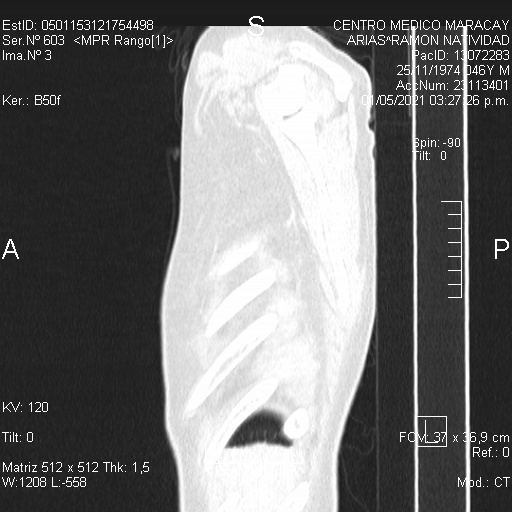 EstID: 0501153121754498
Ser.Nº 603 <MPR Rango[1]>
Ima.Nº 3
Ker.: B50f
S
CENTRO MEDICO MARACAY
ARIAS^RAMON NATIVIDAD
PacID: 13072283
25/11/1974 046Y M
AccNum: 23113401
01/05/2021 03:27:26 p.m.
Spin: -90
Tilt: 0
A
P
KV: 120
Tilt: 0
Matriz 512 x 512 Thk: 1,5
W:1208 L:-558
FOV: 37 x 36,9 cm
Ref.: 0
Mod.: CT